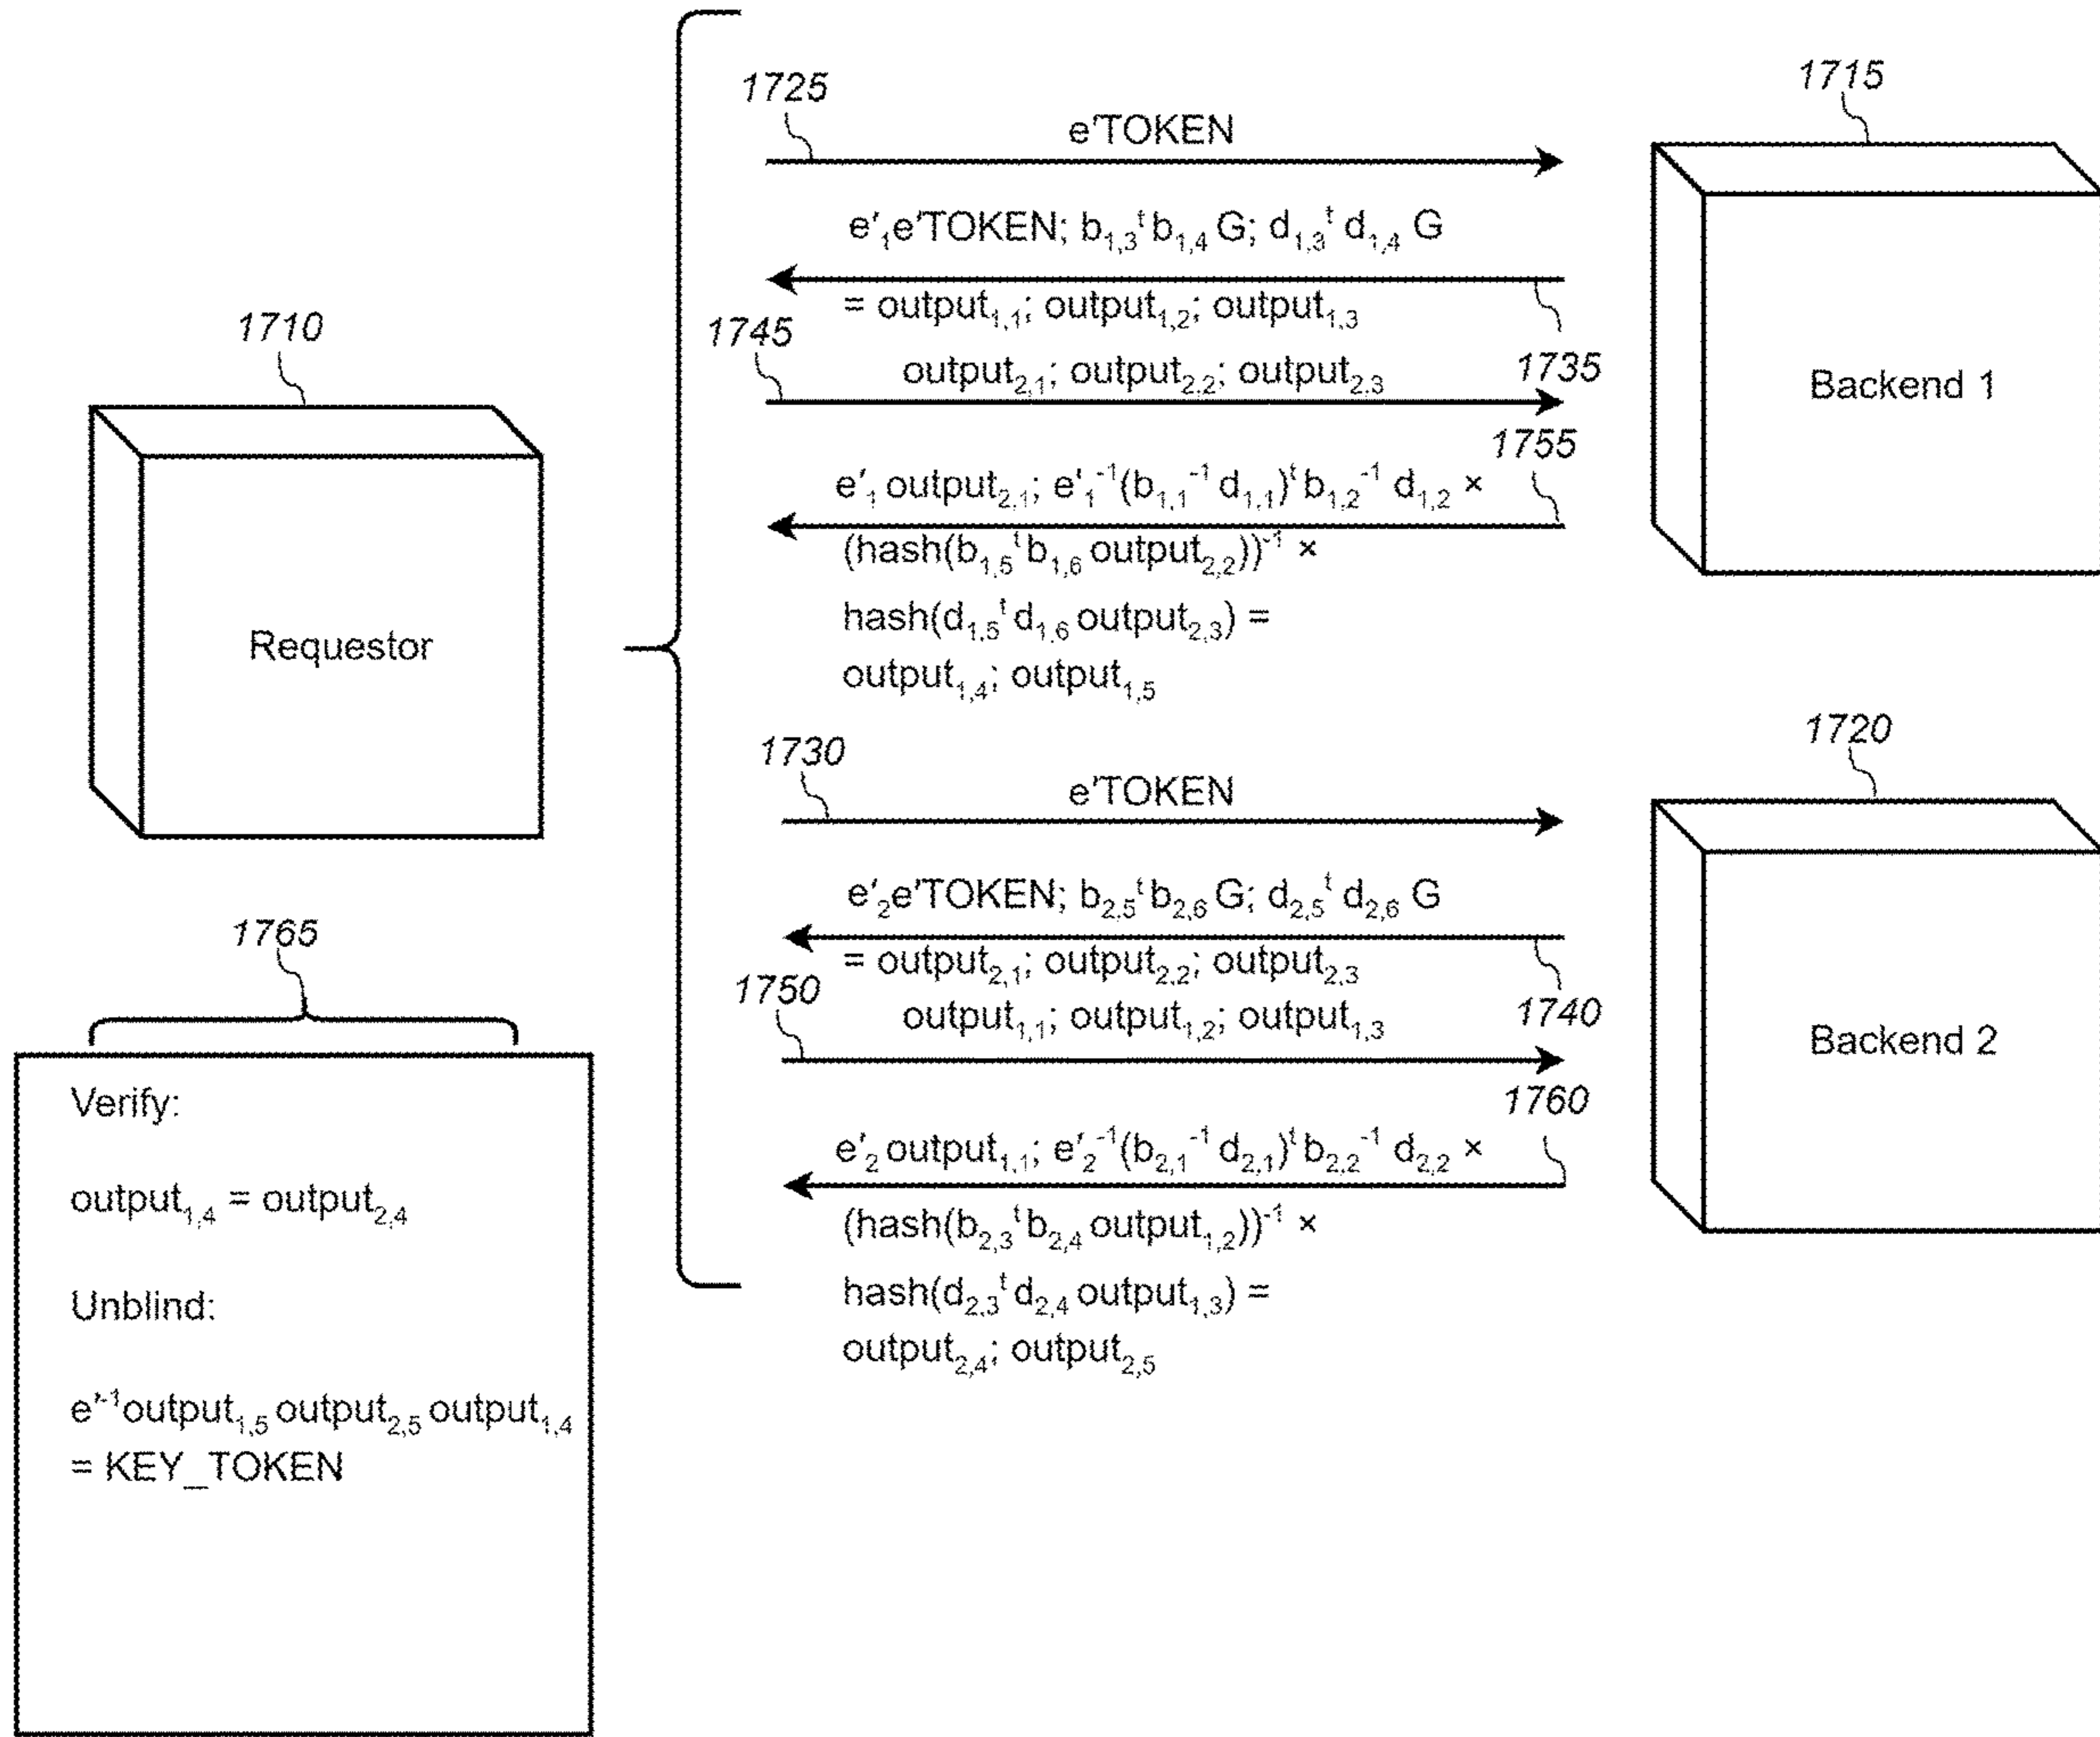 1710
Requestor
1725
e'TOKEN
1715
Backend 1
e'₁e'TOKEN; b₁,₃ᵗ b₁,₄ G; d₁,₃ᵗ d₁,₄ G
= output₁,₁; output₁,₂; output₁,₃
1735
1745
output₂,₁; output₂,₂; output₂,₃
1755
e'₁ output₂,₁; e'₁⁻¹(b₁,₁⁻¹ d₁,₁)ᵗ b₁,₂⁻¹ d₁,₂ ×
(hash(b₁,₅ᵗ b₁,₆ output₂,₂))⁻¹ ×
hash(d₁,₅ᵗ d₁,₆ output₂,₃) =
output₁,₄; output₁,₅
1730
e'TOKEN
1720
Backend 2
e'₂e'TOKEN; b₂,₅ᵗ b₂,₆ G; d₂,₅ᵗ d₂,₆ G
= output₂,₁; output₂,₂; output₂,₃
1740
1750
output₁,₁; output₁,₂; output₁,₃
1760
e'₂ output₁,₁; e'₂⁻¹(b₂,₁⁻¹ d₂,₁)ᵗ b₂,₂⁻¹ d₂,₂ ×
(hash(b₂,₃ᵗ b₂,₄ output₁,₂))⁻¹ ×
hash(d₂,₃ᵗ d₂,₄ output₁,₃) =
output₂,₄; output₂,₅
1765
Verify:
output₁,₄ = output₂,₄
Unblind:
e'⁻¹output₁,₅ output₂,₅ output₁,₄
= KEY_TOKEN